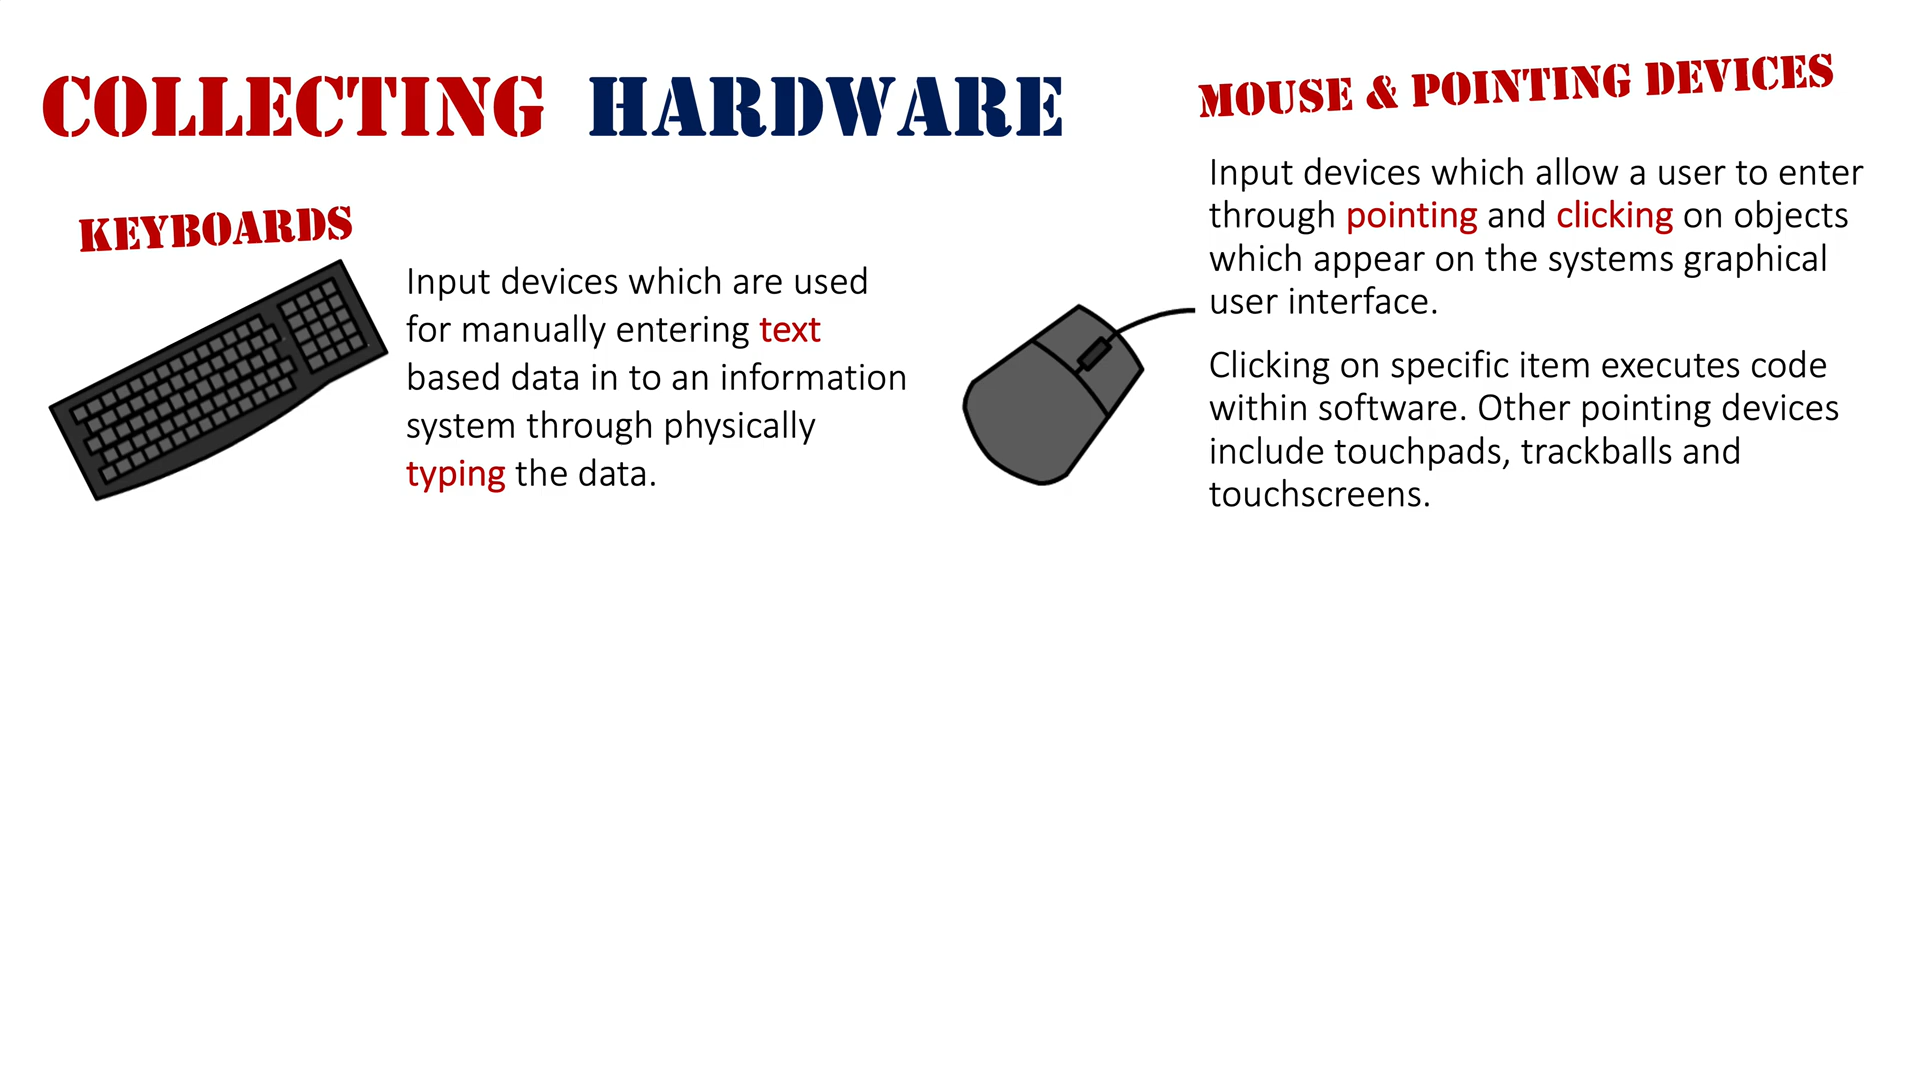 COLLECTING HARDWARE
KEYBOARDS
Input devices which are used
for manually entering text
based data in to an information
system through physically
typing the data.
MOUSE & POINTING DEVICES
Input devices which allow a user to enter
through pointing and clicking on objects
which appear on the systems graphical
user interface.
Clicking on specific item executes code
within software. Other pointing devices
include touchpads, trackballs and
touchscreens.